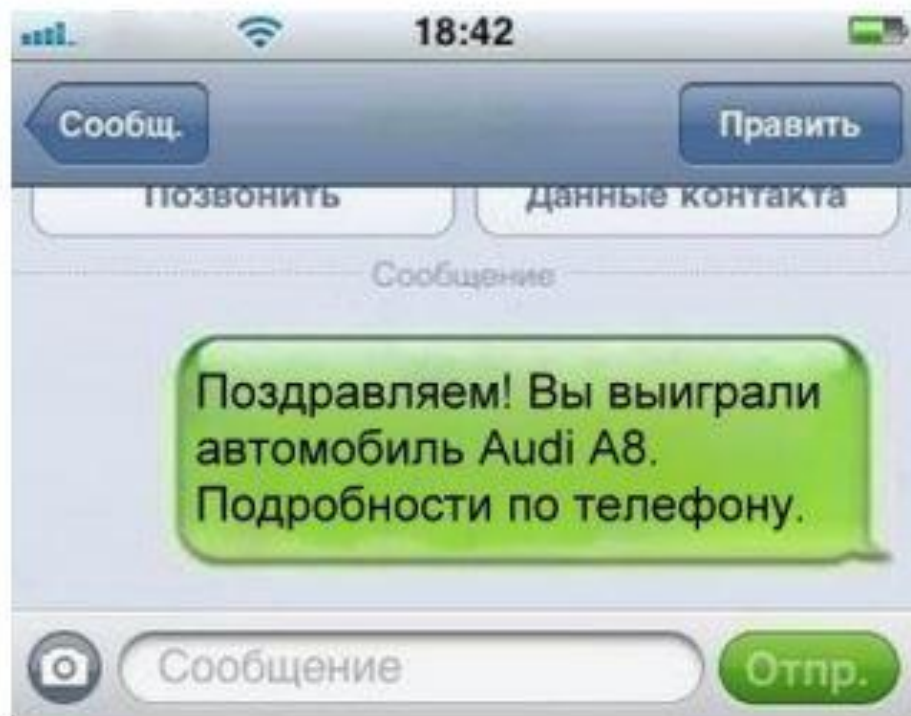 18:42
Сообщ.
Править
Позвонить
Данные контакта
Сообщение
Поздравляем! Вы выиграли
автомобиль Audi A8.
Подробности по телефону.
Сообщение
Отпр.